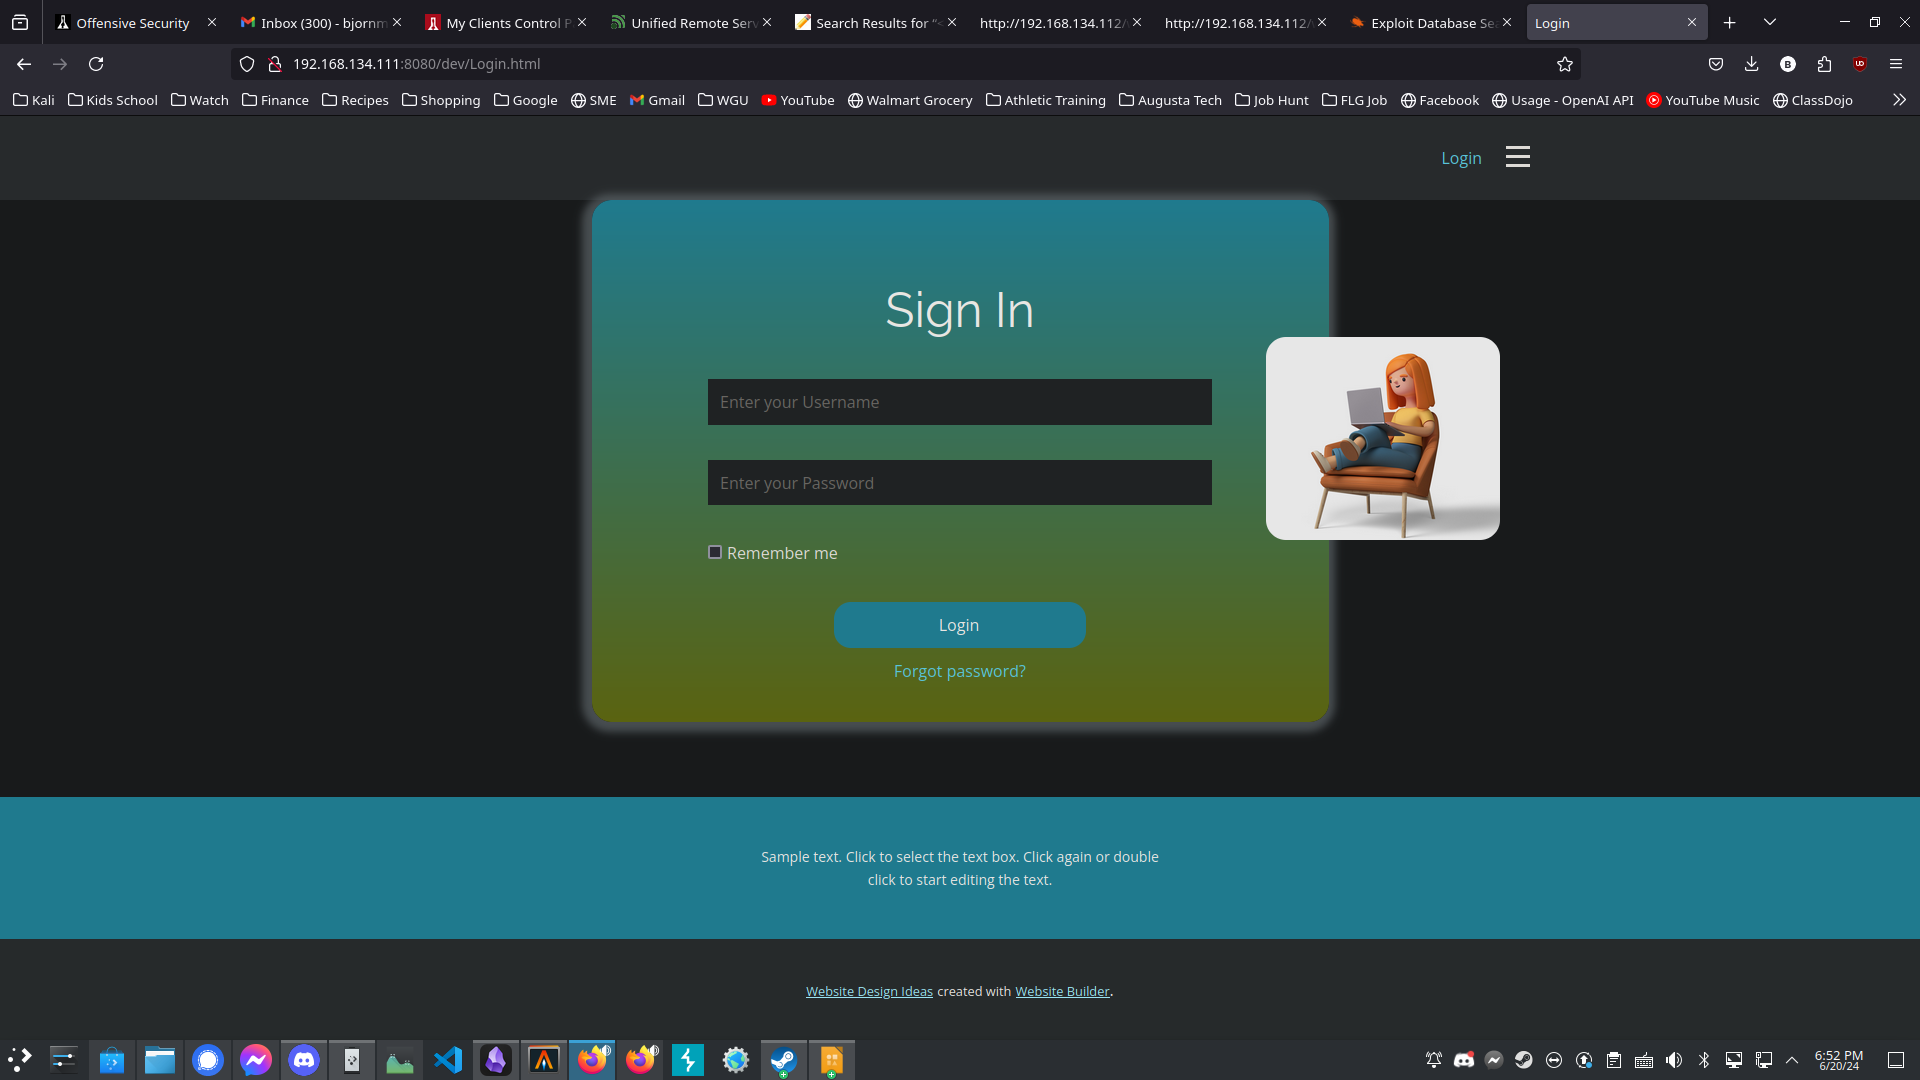 Offensive Security
Inbox (300) - bjornm
My Clients Control P
Unified Remote Serv
Search Results for “
http://192.168.134.112/
http://192.168.134.112/
Exploit Database Se
Login
192.168.134.111:8080/dev/Login.html
B
Kali
Kids School
Watch
Finance
Recipes
Shopping
Google
SME
Gmail
WGU
YouTube
Walmart Grocery
Athletic Training
Augusta Tech
Job Hunt
FLG Job
Facebook
Usage - OpenAI API
YouTube Music
ClassDojo
Login
Sign In
Enter your Username
Enter your Password
Remember me
Login
Forgot password?
Sample text. Click to select the text box. Click again or double
click to start editing the text.
Website Design Ideas created with Website Builder.
6:52 PM
6/20/24